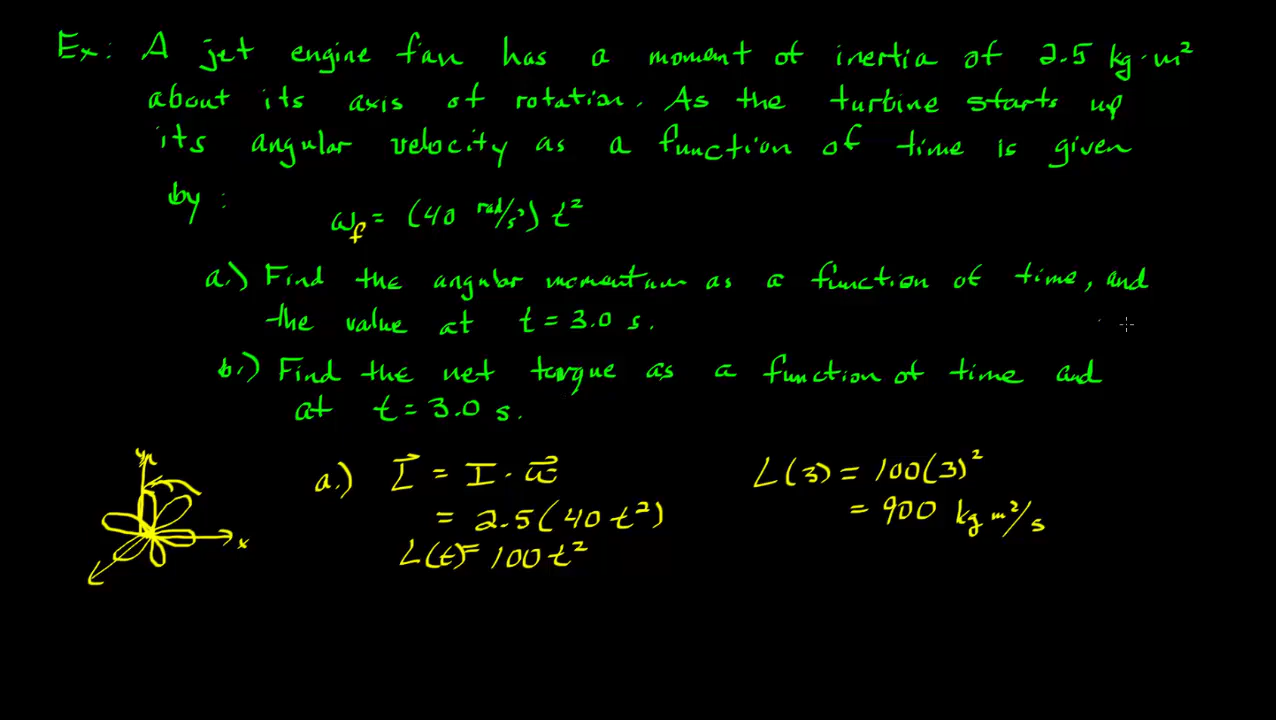 Ex: A jet engine fan has a moment of inertia of 2.5 kg·m²
about its axis of rotation. As the turbine starts up
its angular velocity as a function of time is given
by:
ω_f = (40 rad/s³) t²
a.) Find the angular momentum as a function of time, and
the value at t = 3.0 s.
b.) Find the net torque as a function of time and
at t = 3.0 s.
y
x
a.) L⃗ = I · ω⃗
= 2.5(40t²)
L(t) = 100t²
L(3) = 100(3)²
= 900 kg m²/s